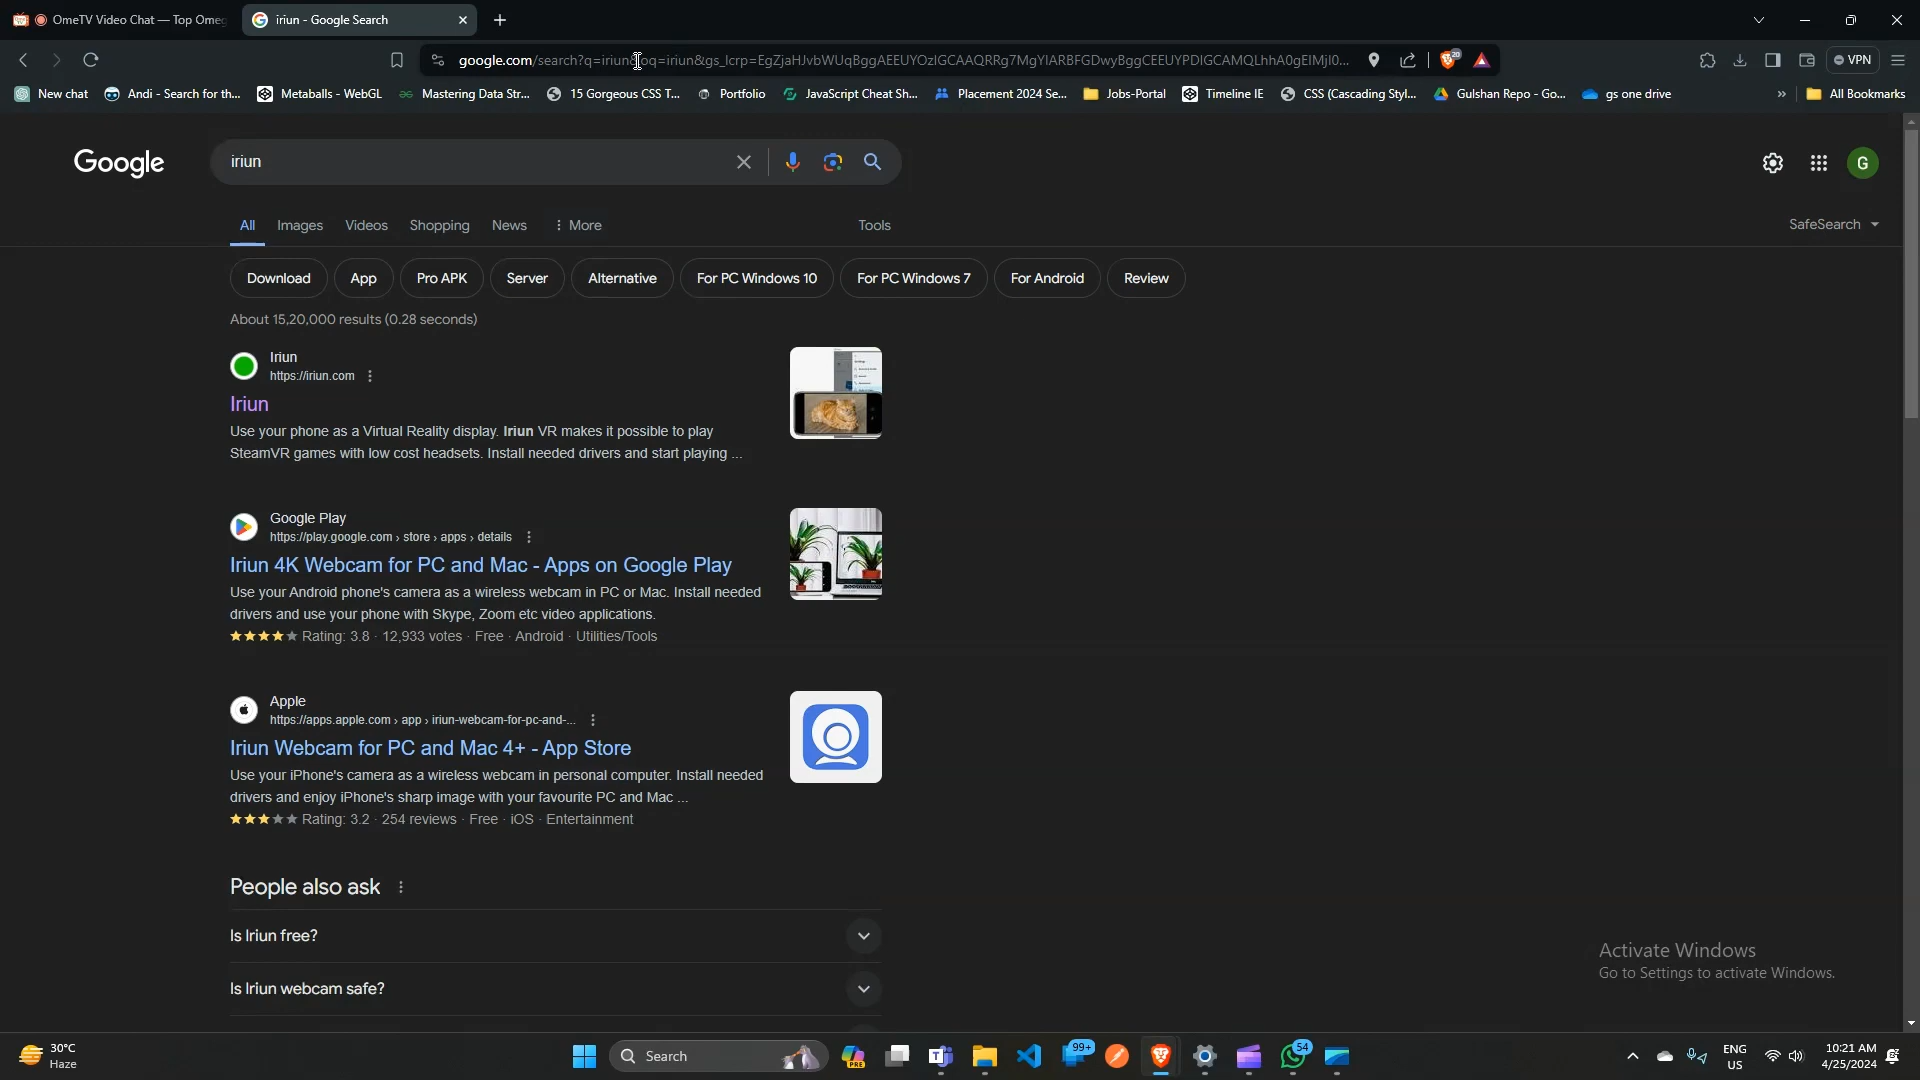 OmeTV Video Chat — Top Omeg
iriun - Google Search
google.com/search?q=iriun&oq=iriun&gs_lcrp=
VPN
New chat
Andi - Search for th...
Metaballs - WebGL
Mastering Data Str...
15 Gorgeous CSS T...
Portfolio
JavaScript Cheat Sh...
Placement 2024 Se...
Jobs-Portal
Timeline IE
CSS (Cascading Styl...
Gulshan Repo - Go...
gs one drive
»
All Bookmarks
Google
iriun
G
All
Images
Videos
Shopping
News
More
Tools
SafeSearch
Download
App
Pro APK
Server
Alternative
For PC Windows 10
For PC Windows 7
For Android
Review
About 15,20,000 results (0.28 seconds)
Iriun
https://iriun.com
Iriun
Use your phone as a Virtual Reality display. Iriun VR makes it possible to play
SteamVR games with low cost headsets. Install needed drivers and start playing ...
Google Play
https://play.google.com › store › apps › details
Iriun 4K Webcam for PC and Mac - Apps on Google Play
Use your Android phone's camera as a wireless webcam in PC or Mac. Install needed
drivers and use your phone with Skype, Zoom etc video applications.
Rating: 3.8 · 12,933 votes · Free · Android · Utilities/Tools
Apple
https://apps.apple.com › app › iriun-webcam-for-pc-and-...
Iriun Webcam for PC and Mac 4+ - App Store
Use your iPhone's camera as a wireless webcam in personal computer. Install needed
drivers and enjoy iPhone's sharp image with your favourite PC and Mac ...
Rating: 3.2 · 254 reviews · Free · iOS · Entertainment
People also ask
Is Iriun free?
Is Iriun webcam safe?
Activate Windows
Go to Settings to activate Windows.
30°C
Haze
Search
PRE
99+
54
ENG
US
10:21 AM
4/25/2024